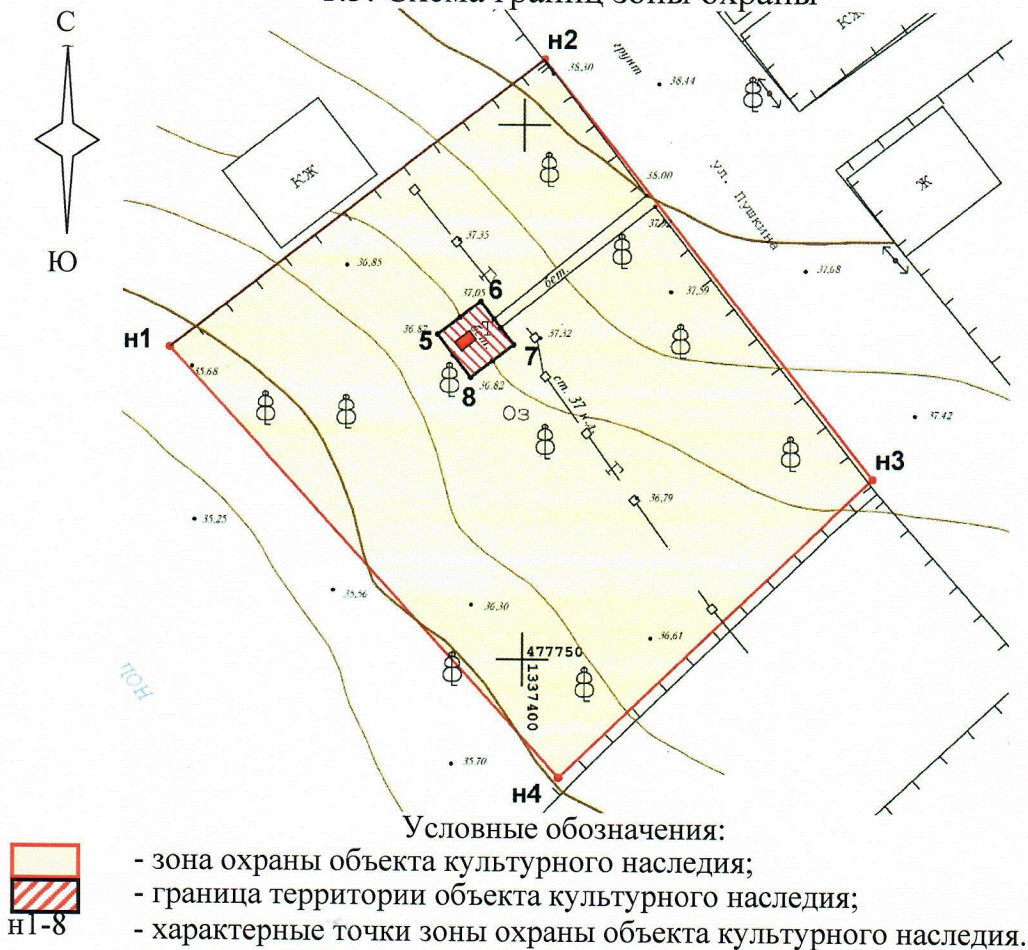 С
Ю
н2
38,30
грунт
38,44
КЖ
КЖ
ул. Пушкина
Ж
38.00
37,68
37,35
36,85
37,59
бет.
37,05
6
36,87
5
7
37,32
н1
35,68
8
36,82
ст. 37 н.д.
ОЗ
37.42
н3
36,79
35,25
35,56
36,30
36,61
477750
1337400
35.70
н4
Условные обозначения:
- зона охраны объекта культурного наследия;
- граница территории объекта культурного наследия;
н1-8
- характерные точки зоны охраны объекта культурного наследия